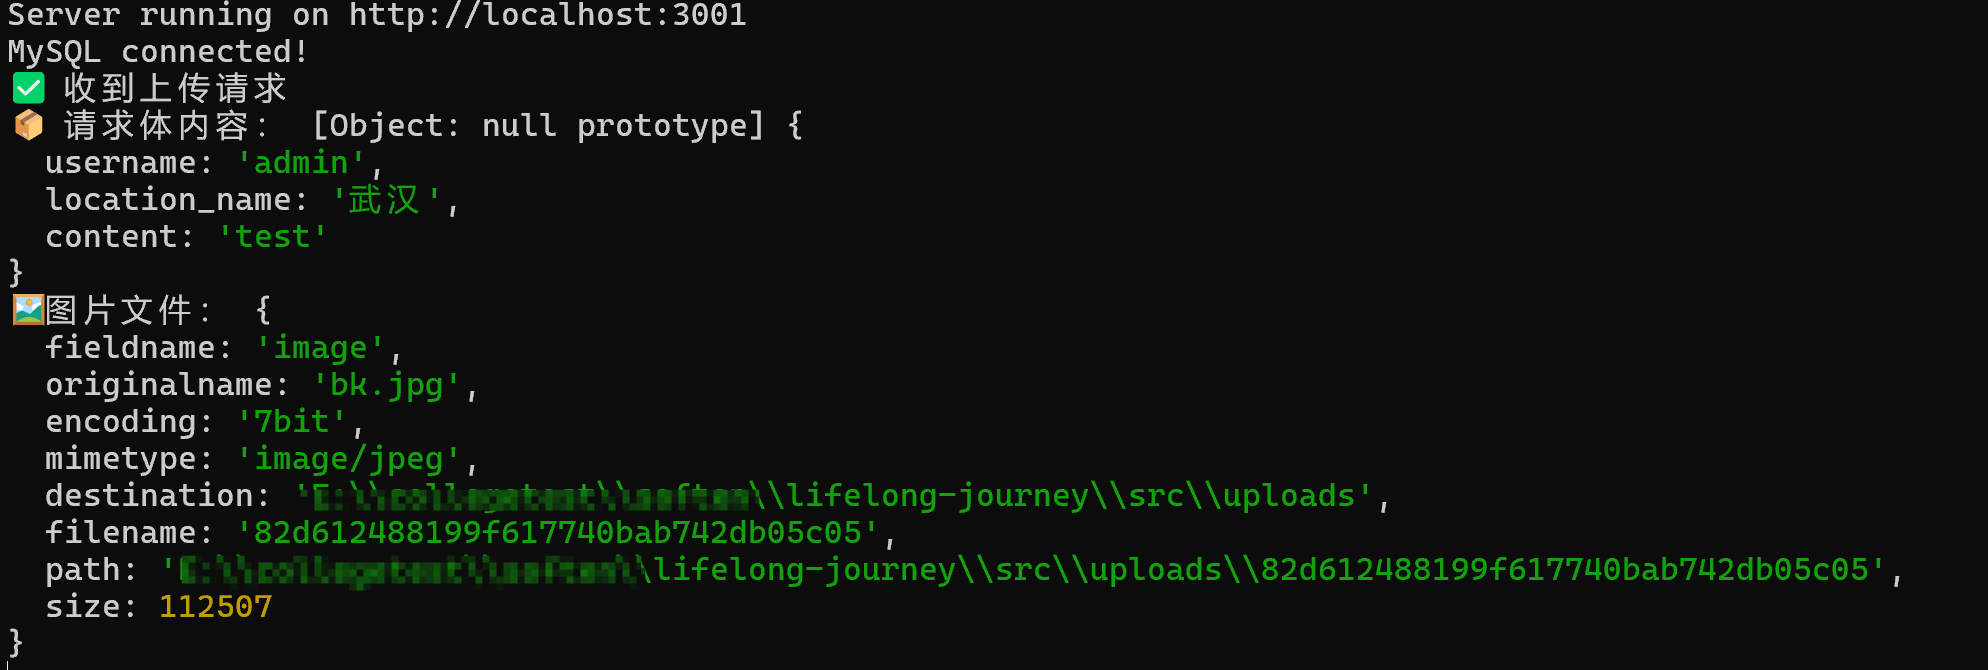 Server running on http://localhost:3001
MySQL connected!
✅ 收到上传请求
📦 请求体内容： [Object: null prototype] {
  username: 'admin',
  location_name: '武汉',
  content: 'test'
}
🖼️图片文件： {
  fieldname: 'image',
  originalname: 'bk.jpg',
  encoding: '7bit',
  mimetype: 'image/jpeg',
  destination: '\\lifelong-journey\\src\\uploads',
  filename: '82d612488199f617740bab742db05c05',
  path: '\\lifelong-journey\\src\\uploads\\82d612488199f617740bab742db05c05',
  size: 112507
}